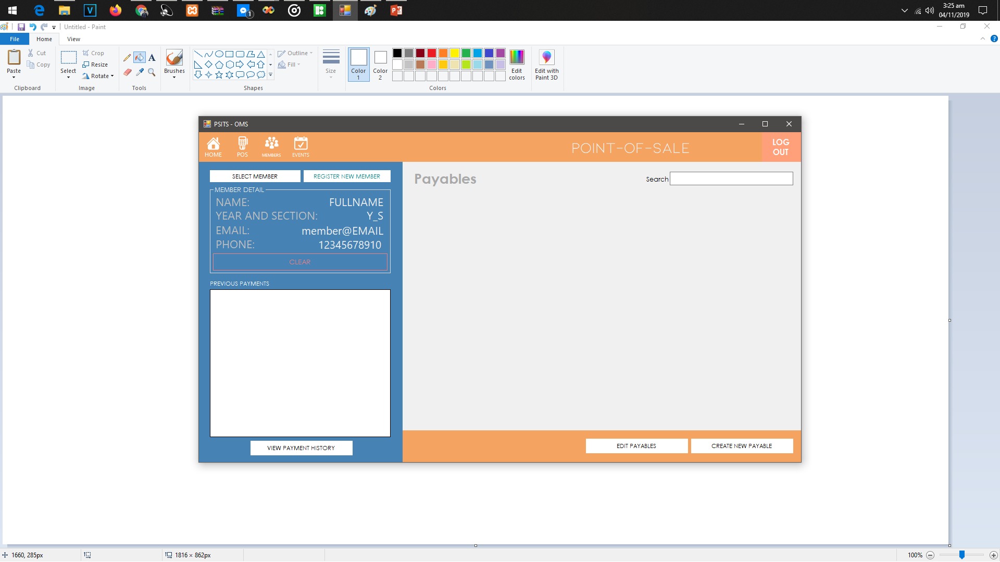 3:25 am
04/11/2019
1
Untitled - Paint
File Home View
Paste
Cut
Copy
Clipboard
Select
Crop
Resize
Rotate
Image
A
Tools
Brushes
Shapes
Outline
Fill
Size
Color
1
Color
2
Edit
colors
Colors
Edit with
Paint 3D
PSITS - OMS
HOME
POS
MEMBERS
EVENTS
POINT-OF-SALE
LOG
OUT
SELECT MEMBER
REGISTER NEW MEMBER
MEMBER DETAIL
NAME: FULLNAME
YEAR AND SECTION: Y_S
EMAIL: member@EMAIL
PHONE: 12345678910
CLEAR
PREVIOUS PAYMENTS
VIEW PAYMENT HISTORY
Payables
Search
EDIT PAYABLES
CREATE NEW PAYABLE
1660, 285px
1816 × 862px
100%